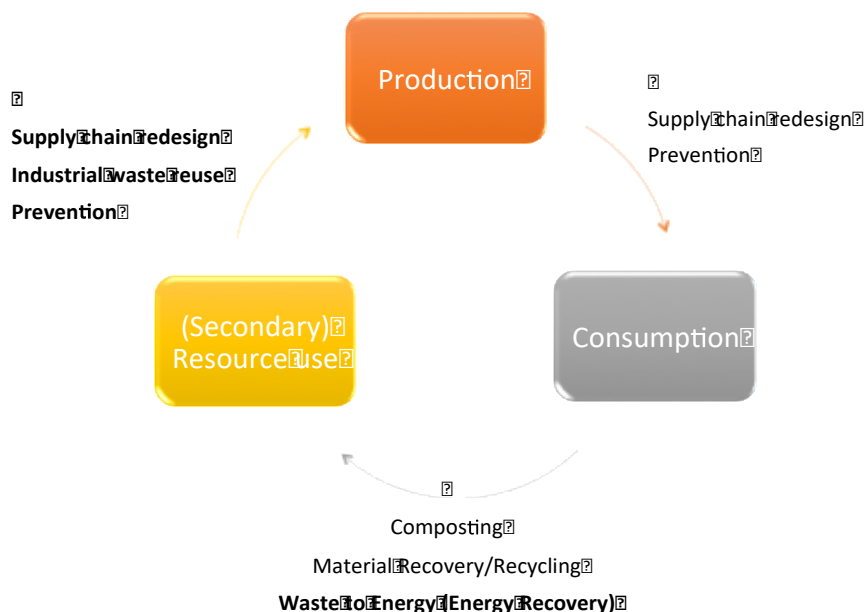 Production
Supply chain redesign
Industrial waste reuse
Prevention
Supply chain redesign
Prevention
(Secondary)
Resource use
Consumption
Composting
Material Recovery/Recycling
Waste to Energy (Energy Recovery)